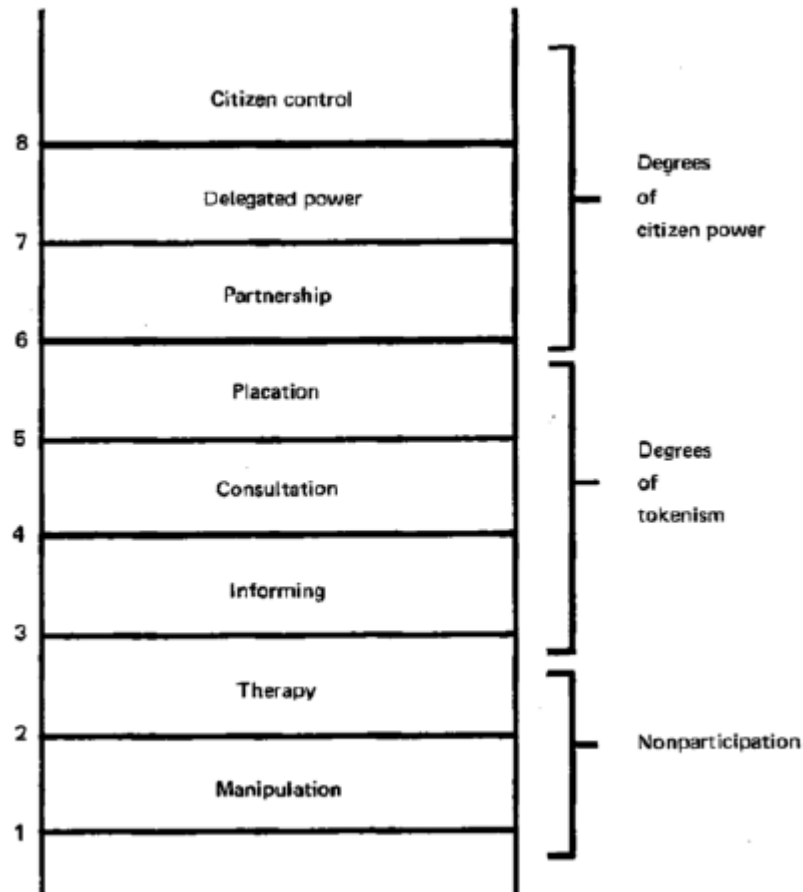 Citizen control
8
Delegated power
7
Partnership
6
Placation
5
Consultation
4
Informing
3
Therapy
2
Manipulation
1
Degrees
of
citizen power
Degrees
of
tokenism
Nonparticipation